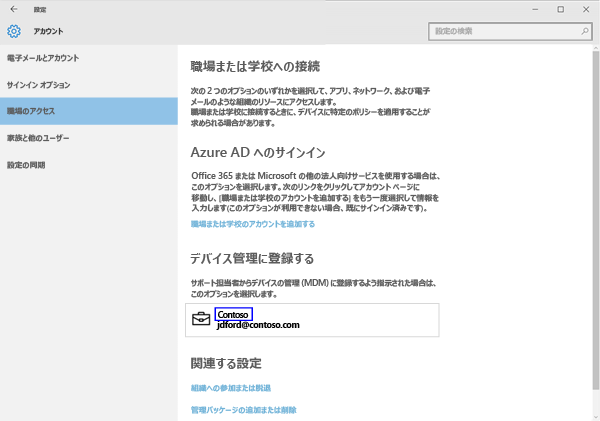 設定
アカウント
設定の検索
電子メールとアカウント
サインイン オプション
職場のアクセス
家族と他のユーザー
設定の同期
職場または学校への接続
次の 2 つのオプションのいずれかを選択して、アプリ、ネットワーク、および電子
メールのような組織のリソースにアクセスします。
職場または学校に接続するときに、デバイスに特定のポリシーを適用することが
求められる場合があります。
Azure AD へのサインイン
Office 365 または Microsoft の他の法人向けサービスを使用する場合は、
このオプションを選択します。次のリンクをクリックしてアカウント ページに
移動し、[職場または学校のアカウントを追加する] をもう一度選択して情報を
入力します(このオプションが利用できない場合、既にサインイン済みです)。
職場または学校のアカウントを追加する
デバイス管理に登録する
サポート担当者からデバイスの管理 (MDM) に登録するよう指示された場合は、
このオプションを選択します。
Contoso
jdford@contoso.com
関連する設定
組織への参加または脱退
管理パッケージの追加または削除